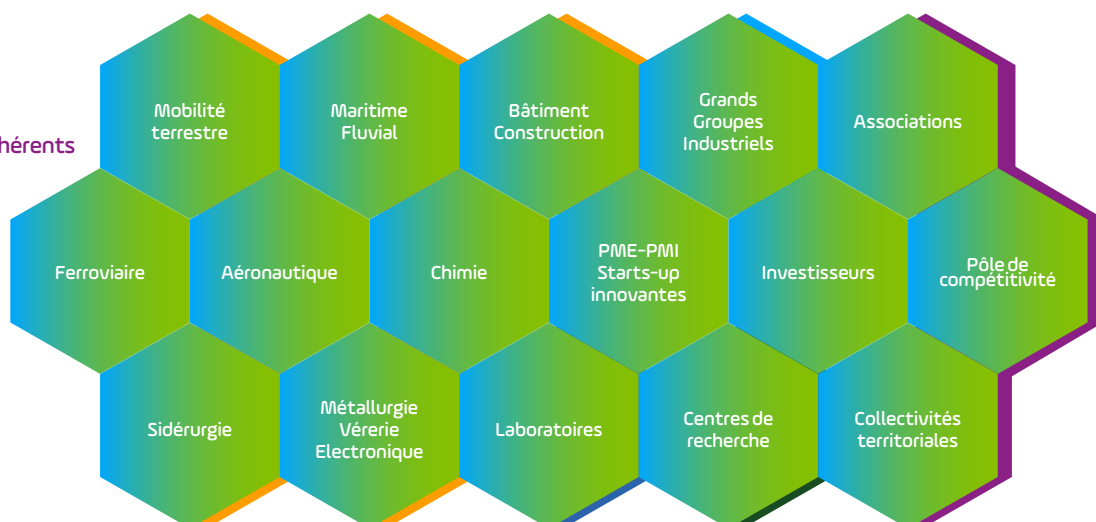 Mobilité
terrestre
Maritime
Fluvial
Bâtiment
Construction
Grands
Groupes
Industriels
Associations
hérents
Ferroviaire
Aéronautique
Chimie
PME-PMI
Starts-up
innovantes
Investisseurs
Pôle de
compétitivité
Sidérurgie
Métallurgie
Vérerie
Electronique
Laboratoires
Centres de
recherche
Collectivités
territoriales